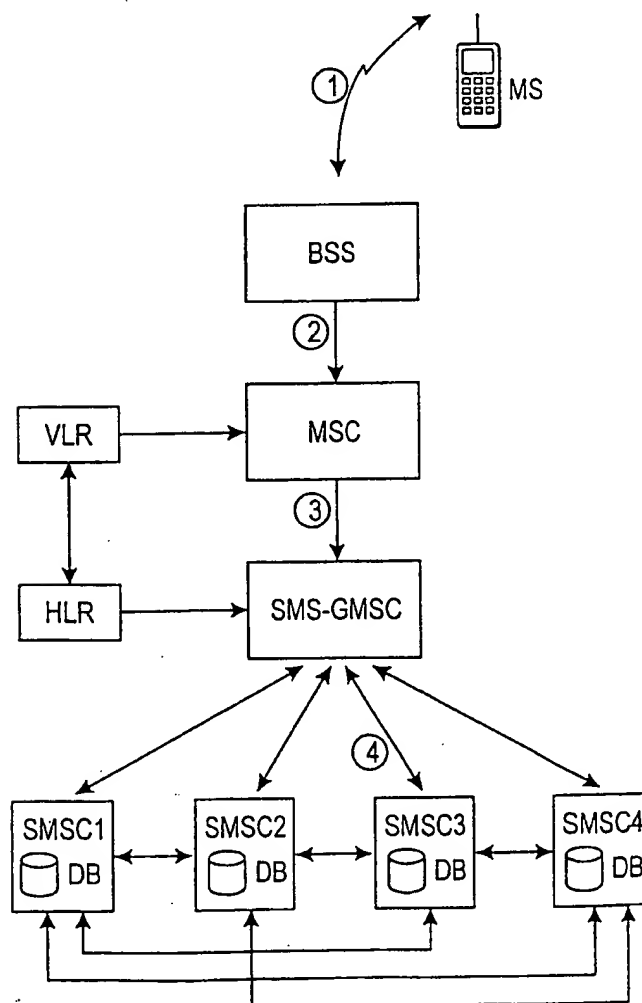 1
MS
BSS
2
VLR
MSC
3
HLR
SMS-GMSC
4
SMSC1
DB
SMSC2
DB
SMSC3
DB
SMSC4
DB